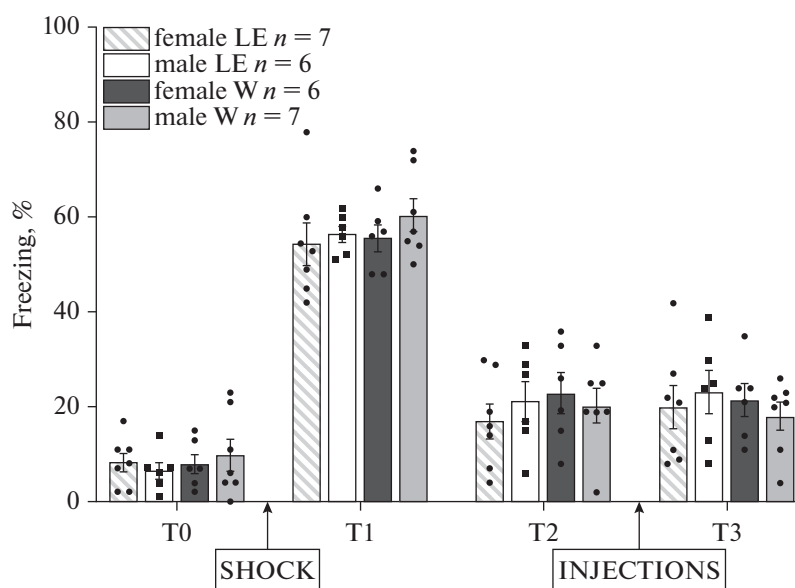 100
80
60
40
20
0
Freezing, %
female LE n = 7
male LE n = 6
female W n = 6
male W n = 7
T0
T1
T2
T3
SHOCK
INJECTIONS